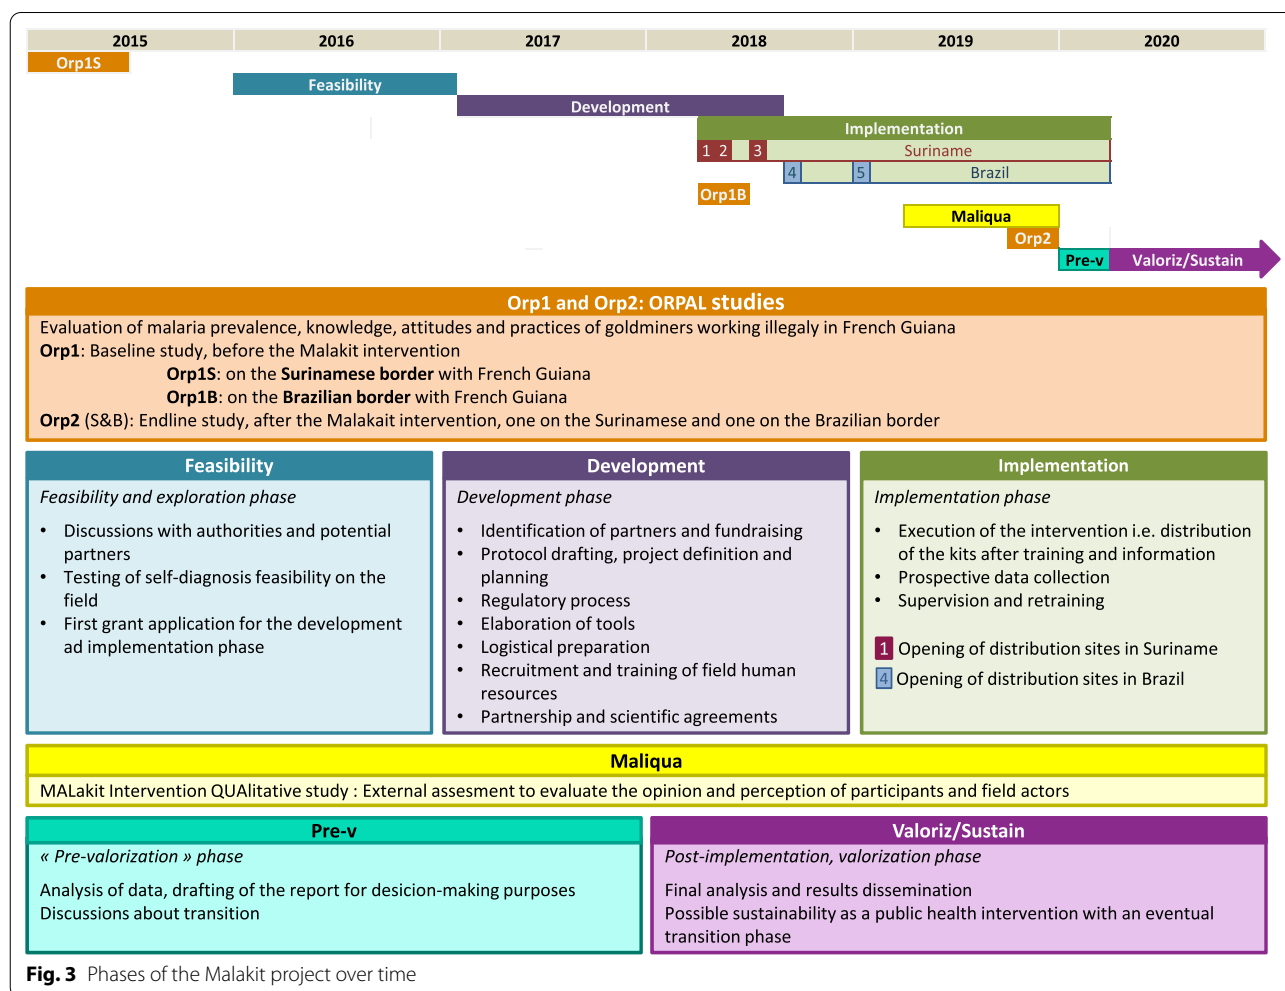 2015 2016 2017 2018 2019 2020
Orp1S
Feasibility
Development
Implementation
1 2 3 Suriname
4 5 Brazil
Orp1B
Maliqua
Orp2
Pre-v Valoriz/Sustain
Orp1 and Orp2: ORPAL studies
Evaluation of malaria prevalence, knowledge, attitudes and practices of goldminers working illegaly in French Guiana
Orp1: Baseline study, before the Malakit intervention
Orp1S: on the Surinamese border with French Guiana
Orp1B: on the Brazilian border with French Guiana
Orp2 (S&B): Endline study, after the Malakait intervention, one on the Surinamese and one on the Brazilian border
Feasibility
Feasibility and exploration phase
• Discussions with authorities and potential
partners
• Testing of self-diagnosis feasibility on the
field
• First grant application for the development
ad implementation phase
Development
Development phase
• Identification of partners and fundraising
• Protocol drafting, project definition and
planning
• Regulatory process
• Elaboration of tools
• Logistical preparation
• Recruitment and training of field human
resources
• Partnership and scientific agreements
Implementation
Implementation phase
• Execution of the intervention i.e. distribution
of the kits after training and information
• Prospective data collection
• Supervision and retraining
1 Opening of distribution sites in Suriname
4 Opening of distribution sites in Brazil
Maliqua
MALakit Intervention QUAlitative study : External assesment to evaluate the opinion and perception of participants and field actors
Pre-v
« Pre-valorization » phase
Analysis of data, drafting of the report for desicion-making purposes
Discussions about transition
Valoriz/Sustain
Post-implementation, valorization phase
Final analysis and results dissemination
Possible sustainability as a public health intervention with an eventual
transition phase
Fig. 3 Phases of the Malakit project over time